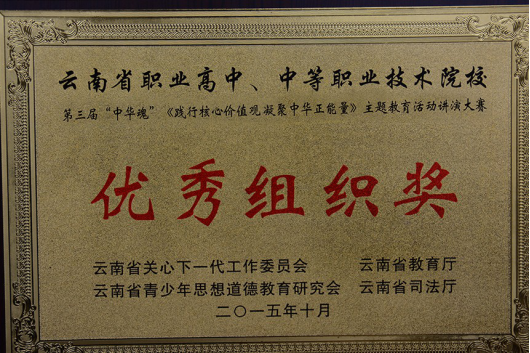 云南省职业高中、中等职业技术院校
第三届“中华魂”《践行核心价值观凝聚中华正能量》主题教育活动讲演大赛
优秀组织奖
云南省关心下一代工作委员会 云南省教育厅
云南省青少年思想道德教育研究会 云南省司法厅
二〇一五年十月